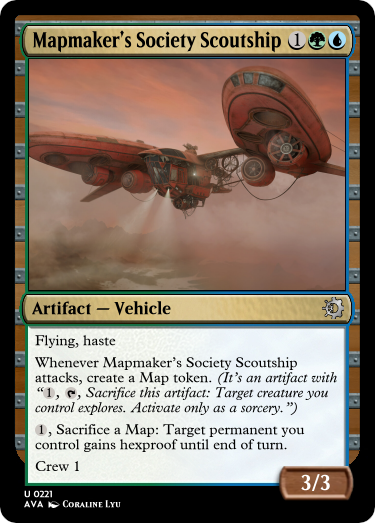 Mapmaker's Society Scoutship 1
Artifact — Vehicle
Flying, haste
Whenever Mapmaker's Society Scoutship
attacks, create a Map token. (It's an artifact with
“1, , Sacrifice this artifact: Target creature you
control explores. Activate only as a sorcery.”)
1, Sacrifice a Map: Target permanent you
control gains hexproof until end of turn.
Crew 1
3/3
U 0221
AVA Coraline Lyu